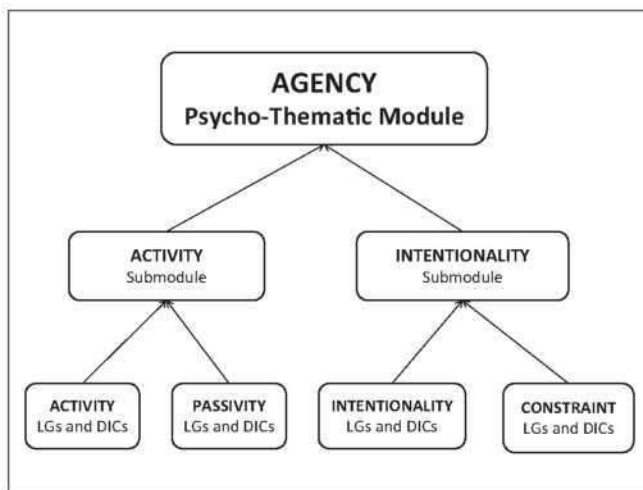 AGENCY
Psycho-Thematic Module
ACTIVITY
Submodule
INTENTIONALITY
Submodule
ACTIVITY
LGs and DICs
PASSIVITY
LGs and DICs
INTENTIONALITY
LGs and DICs
CONSTRAINT
LGs and DICs